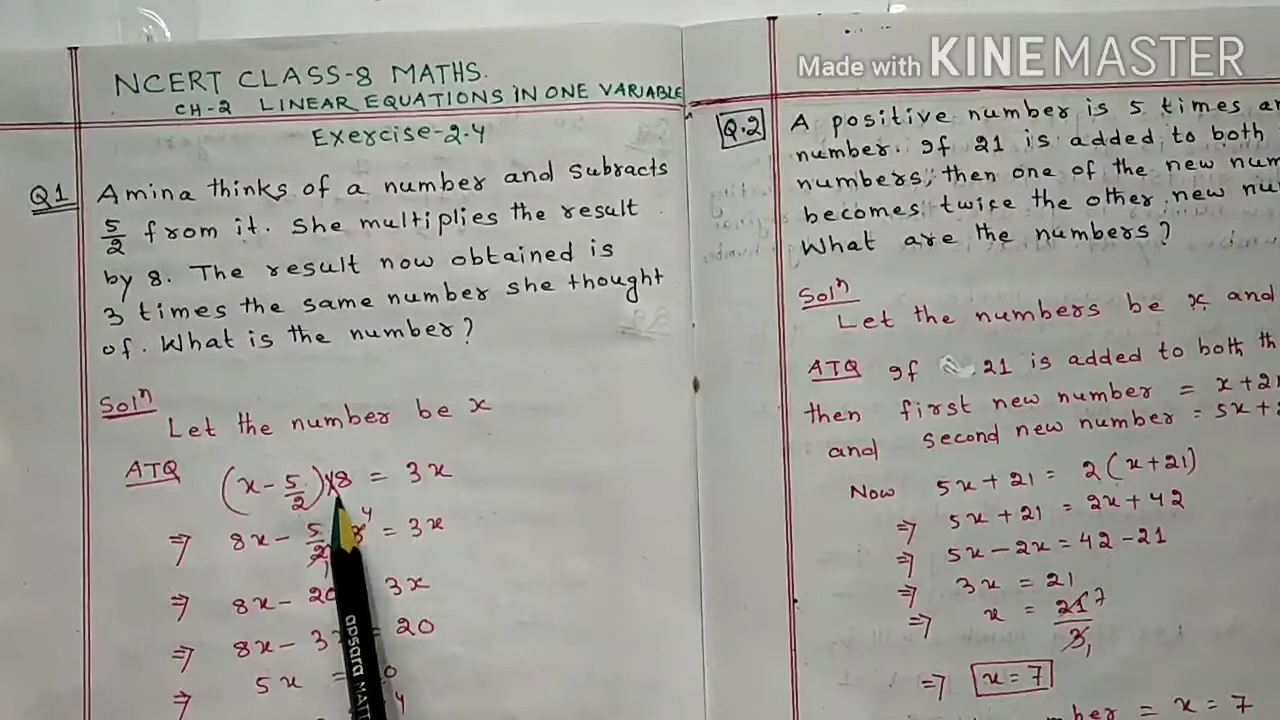 Made with KINEMASTER
NCERT CLASS-8 MATHS.
CH-2 LINEAR EQUATIONS IN ONE VARIABLE
Exercise-2.4
Q1 Amina thinks of a number and subracts
5/2 from it. She multiplies the result
by 8. The result now obtained is
3 times the same number she thought
of. What is the number?
Solⁿ
Let the number be x
ATQ (x - 5/2)×8 = 3x
⇒ 8x - 5/2 8 4 = 3x
⇒ 8x - 20 3x
⇒ 8x - 3 = 20
⇒ 5x =
4
Q.2 A positive number is 5 times
number. If 21 is added to both
numbers, then one of the new
becomes twice the other new
What are the numbers?
Solⁿ
Let the numbers be x and
ATQ If 21 is added to both
then first new number = x+21
and second new number = 5x+
Now 5x+21 = 2(x+21)
⇒ 5x+21 = 2x+42
⇒ 5x-2x = 42-21
⇒ 3x = 21
⇒ x = 21/3 7 1
⇒ x = 7
= x = 7